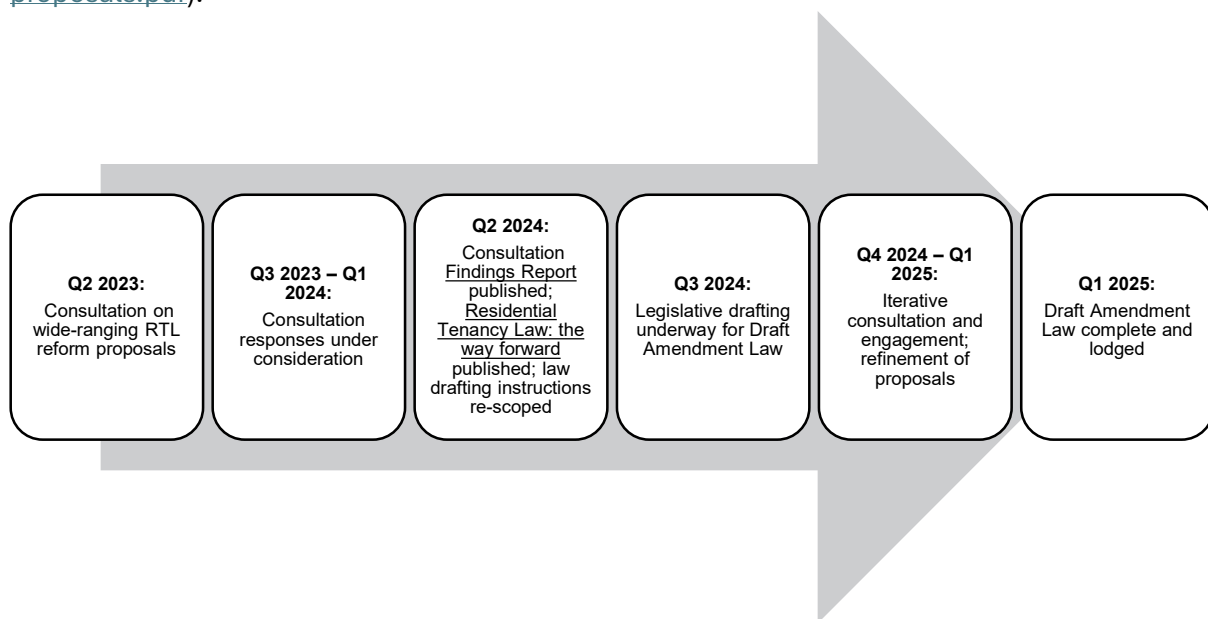 proposals.pdf).
Q2 2023:
Consultation on
wide-ranging RTL
reform proposals
Q3 2023 – Q1
2024:
Consultation
responses under
consideration
Q2 2024:
Consultation
Findings Report
published;
Residential
Tenancy Law: the
way forward
published; law
drafting instructions
re-scoped
Q3 2024:
Legislative drafting
underway for Draft
Amendment Law
Q4 2024 – Q1
2025:
Iterative
consultation and
engagement;
refinement of
proposals
Q1 2025:
Draft Amendment
Law complete and
lodged